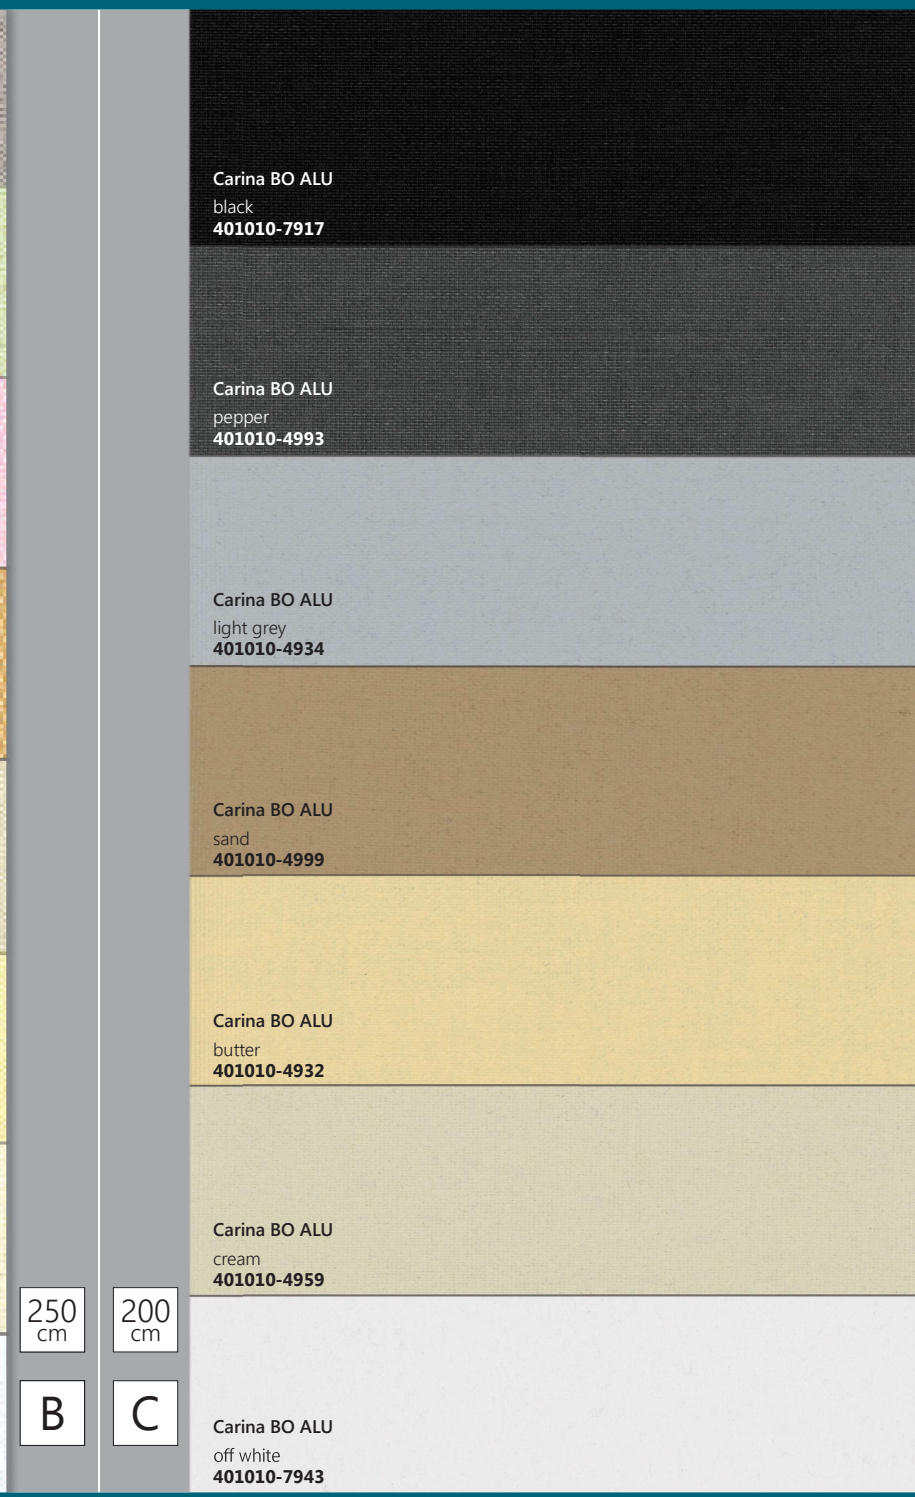 Carina BO ALU
black
401010-7917
Carina BO ALU
pepper
401010-4993
Carina BO ALU
light grey
401010-4934
Carina BO ALU
sand
401010-4999
Carina BO ALU
butter
401010-4932
Carina BO ALU
cream
401010-4959
250
cm
200
cm
B
C
Carina BO ALU
off white
401010-7943